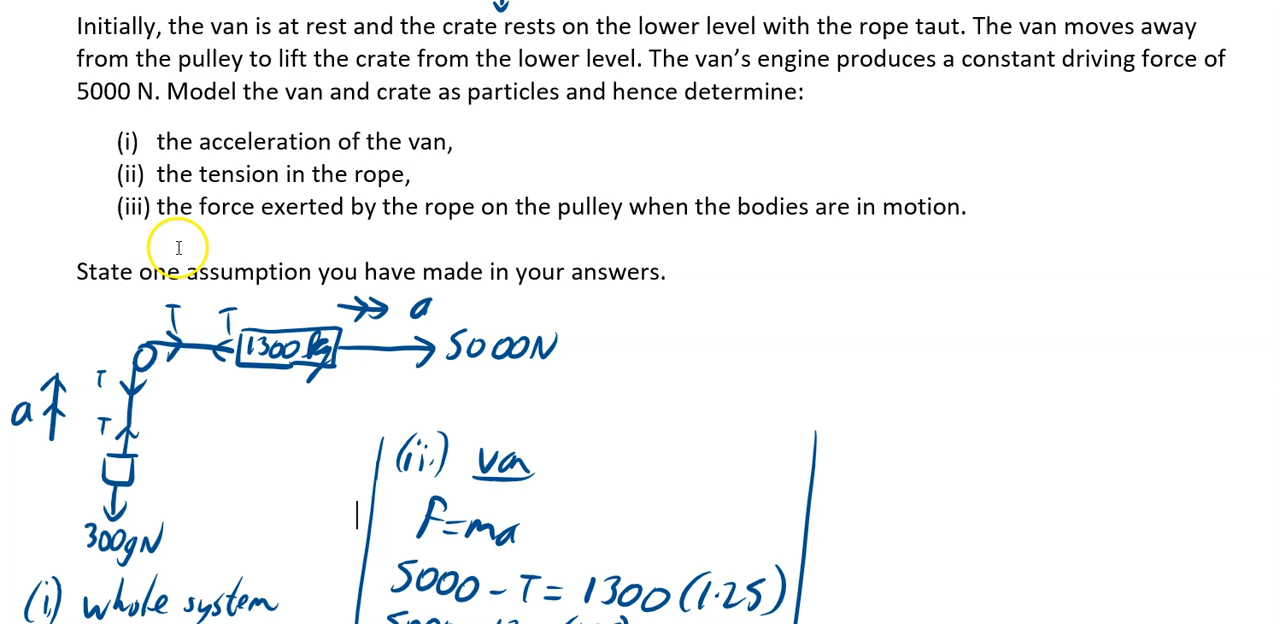 Initially, the van is at rest and the crate rests on the lower level with the rope taut. The van moves away
from the pulley to lift the crate from the lower level. The van’s engine produces a constant driving force of
5000 N. Model the van and crate as particles and hence determine:
(i) the acceleration of the van,
(ii) the tension in the rope,
(iii) the force exerted by the rope on the pulley when the bodies are in motion.
State one assumption you have made in your answers.
T T a
1300 kg 5000N
T
a
T
300gN
(i) whole system
(ii) van
F=ma
5000 - T = 1300(1.25)